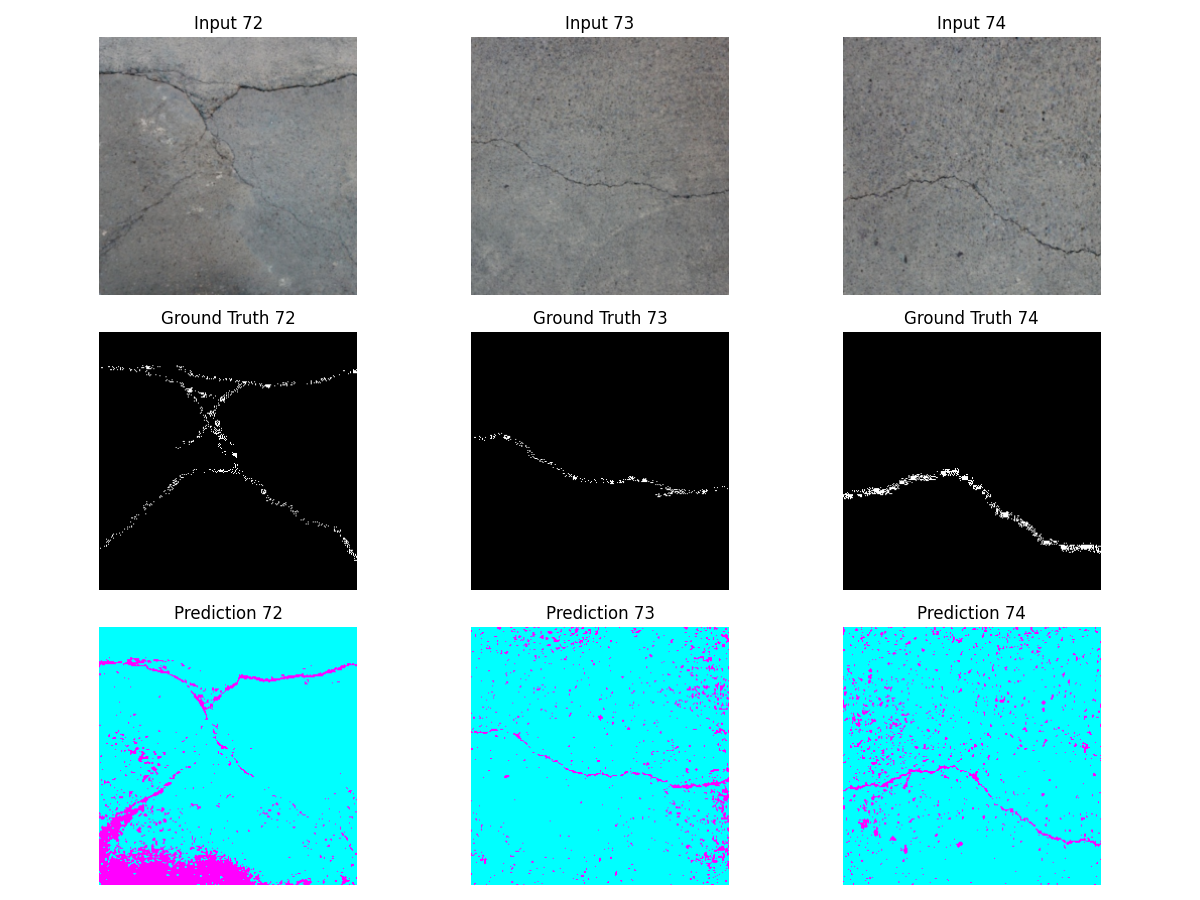 Input 72
Input 73
Input 74
Ground Truth 72
Ground Truth 73
Ground Truth 74
Prediction 72
Prediction 73
Prediction 74